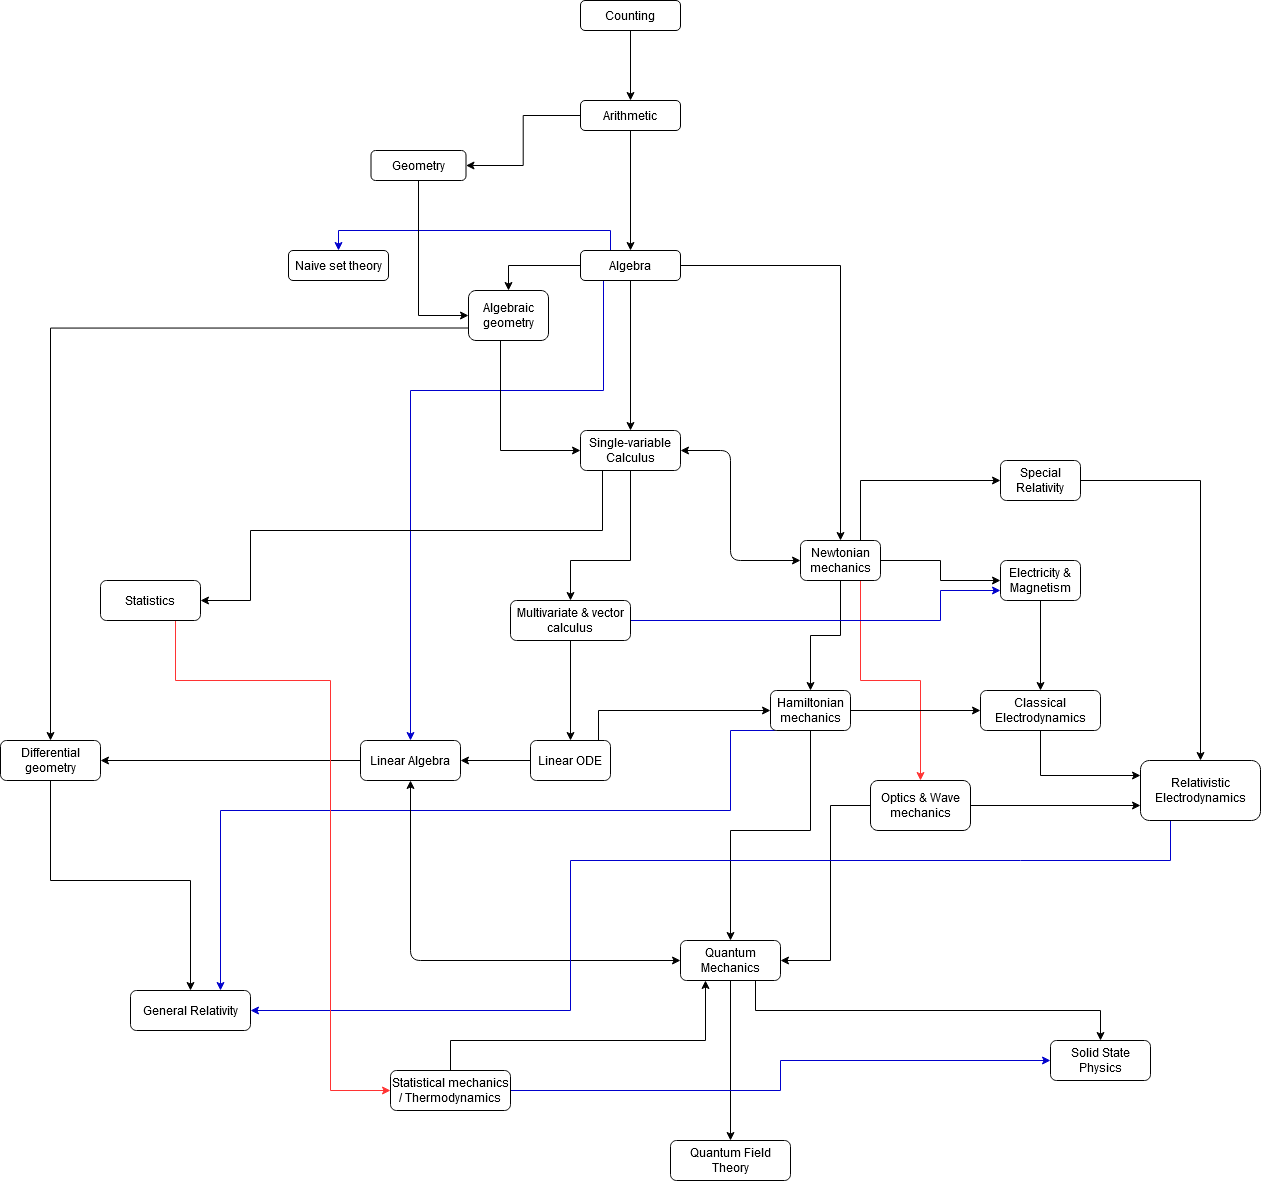 Counting
Arithmetic
Geometry
Naive set theory
Algebra
Algebraic
geometry
Single-variable
Calculus
Special
Relativity
Newtonian
mechanics
Electricity &
Magnetism
Statistics
Multivariate & vector
calculus
Hamiltonian
mechanics
Classical
Electrodynamics
Differential
geometry
Linear Algebra
Linear ODE
Optics & Wave
mechanics
Relativistic
Electrodynamics
Quantum
Mechanics
General Relativity
Solid State
Physics
Statistical mechanics
/ Thermodynamics
Quantum Field
Theory